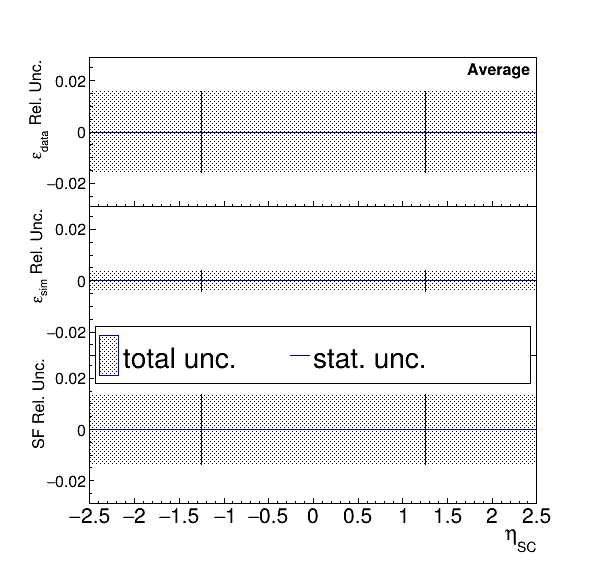 Average
ε_data Rel. Unc.
0.02
0
−0.02
ε_sim Rel. Unc.
0.02
0
−0.02
total unc. stat. unc.
SF Rel. Unc.
0.02
0
−0.02
−2.5 −2 −1.5 −1 −0.5 0 0.5 1 1.5 2 2.5
η_SC